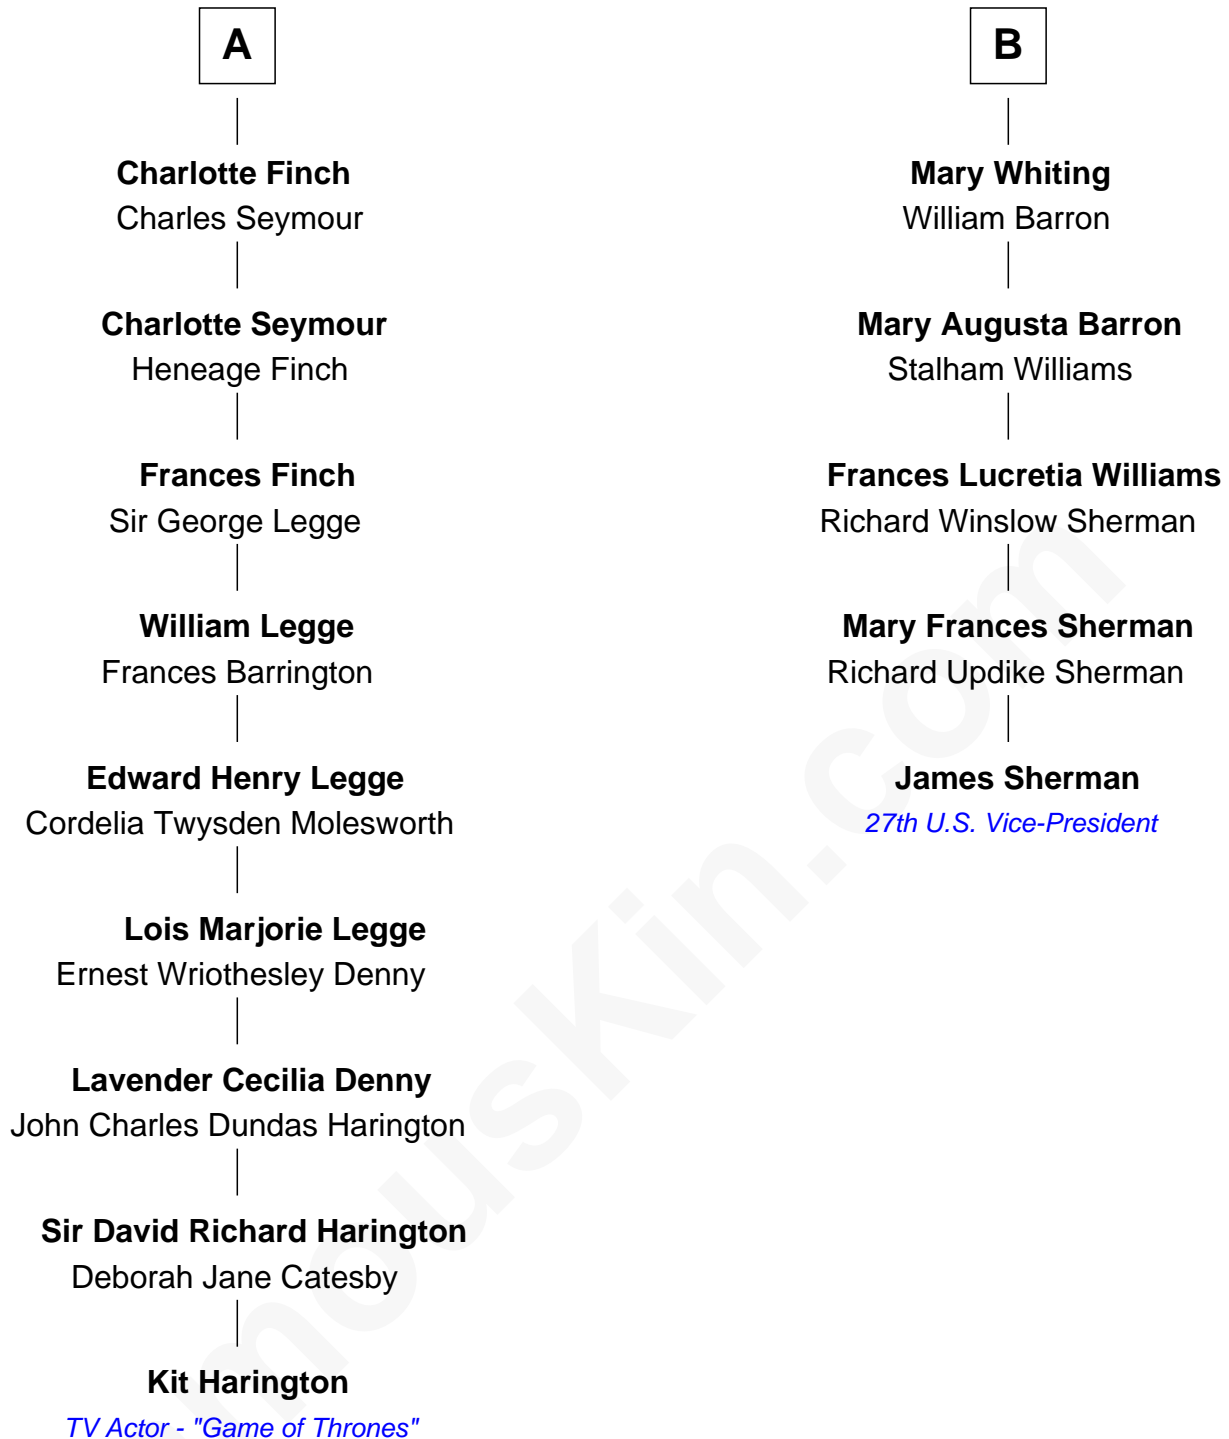 A
Charlotte Finch
Charles Seymour
Charlotte Seymour
Heneage Finch
Frances Finch
Sir George Legge
William Legge
Frances Barrington
Edward Henry Legge
Cordelia Twysden Molesworth
Lois Marjorie Legge
Ernest Wriothesley Denny
Lavender Cecilia Denny
John Charles Dundas Harington
Sir David Richard Harington
Deborah Jane Catesby
Kit Harington
TV Actor - "Game of Thrones"
B
Mary Whiting
William Barron
Mary Augusta Barron
Stalham Williams
Frances Lucretia Williams
Richard Winslow Sherman
Mary Frances Sherman
Richard Updike Sherman
James Sherman
27th U.S. Vice-President
mousKin.com